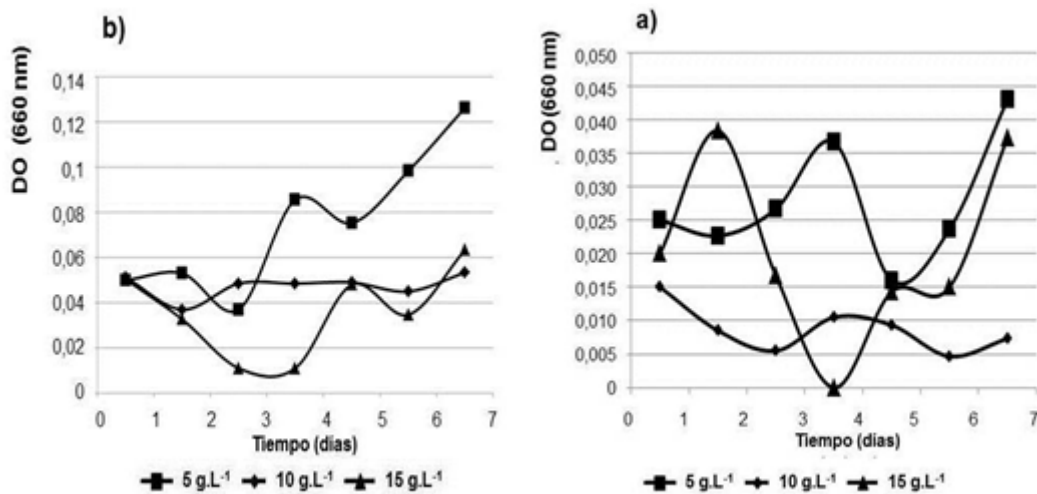 b)
DO (660 nm)
0,14
0,12
0,1
0,08
0,06
0,04
0,02
0
0 1 2 3 4 5 6 7
Tiempo (dias)
5 g.L⁻¹ 10 g.L⁻¹ 15 g.L⁻¹
a)
DO (660 nm)
0,050
0,045
0,040
0,035
0,030
0,025
0,020
0,015
0,010
0,005
0
0 1 2 3 4 5 6 7
Tiempo (dias)
5 g.L⁻¹ 10 g.L⁻¹ 15 g.L⁻¹